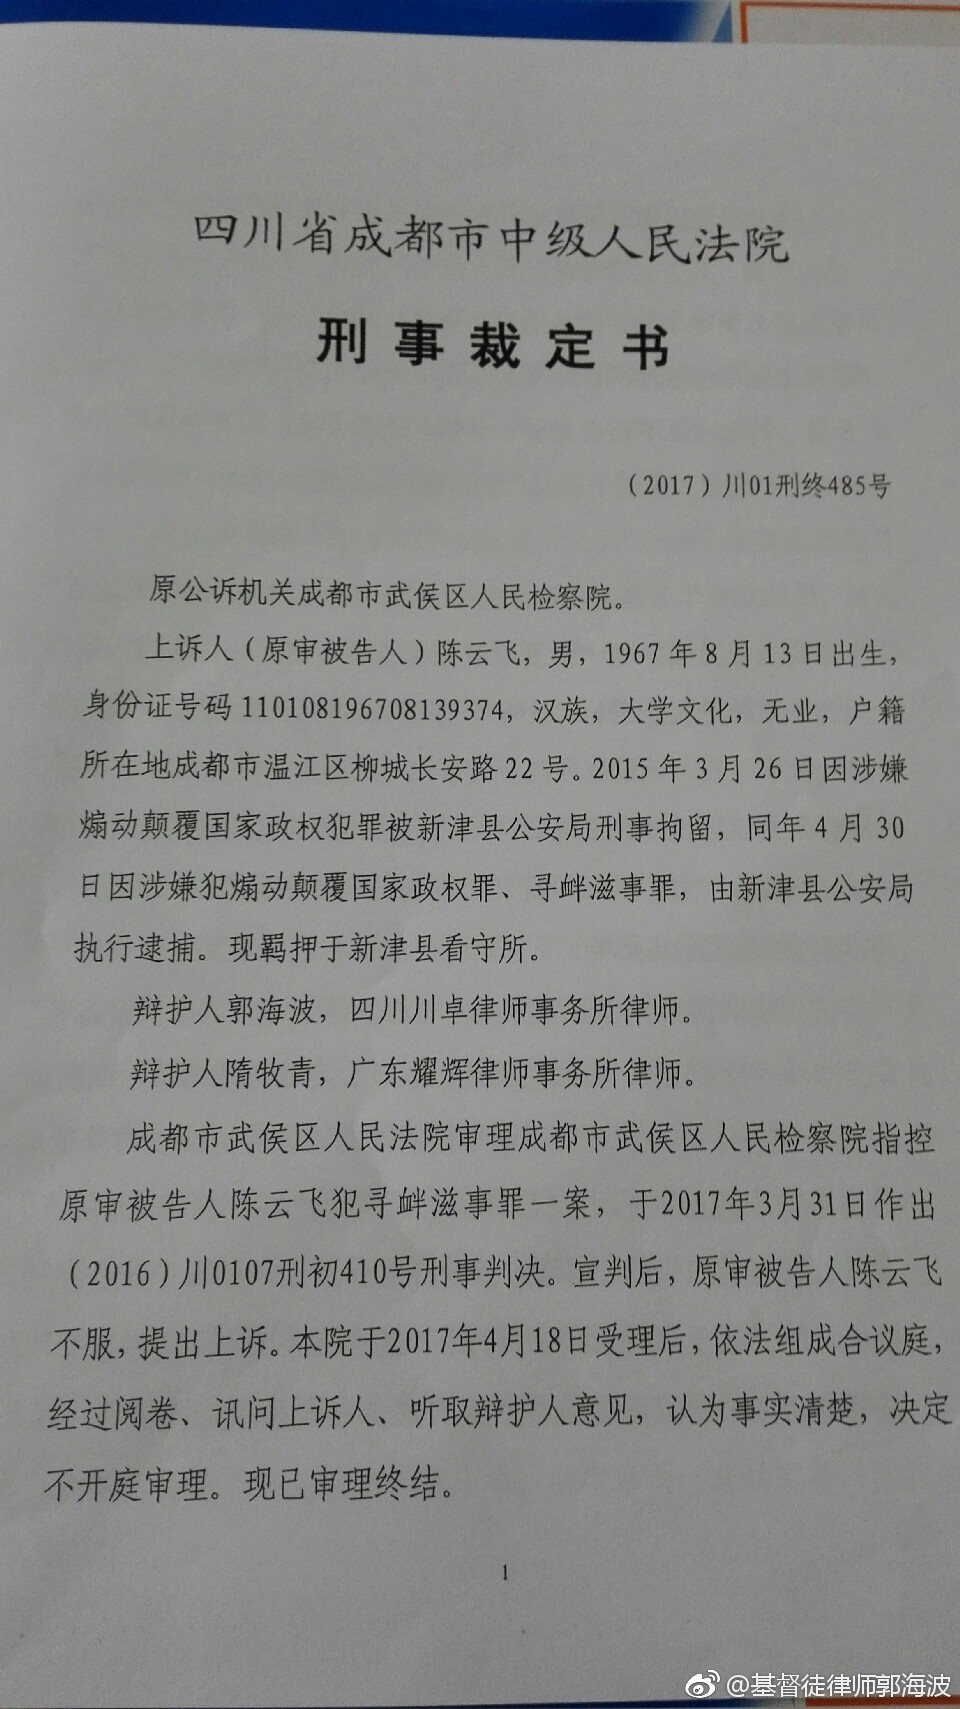 四川省成都市中级人民法院
刑事裁定书
（2017）川01刑终485号
原公诉机关成都市武侯区人民检察院。
上诉人（原审被告人）陈云飞，男，1967年8月13日出生，
身份证号码110108196708139374，汉族，大学文化，无业，户籍
所在地成都市温江区柳城长安路22号。2015年3月26日因涉嫌
煽动颠覆国家政权犯罪被新津县公安局刑事拘留，同年4月30
日因涉嫌犯煽动颠覆国家政权罪、寻衅滋事罪，由新津县公安局
执行逮捕。现羁押于新津县看守所。
辩护人郭海波，四川川卓律师事务所律师。
辩护人隋牧青，广东耀辉律师事务所律师。
成都市武侯区人民法院审理成都市武侯区人民检察院指控
原审被告人陈云飞犯寻衅滋事罪一案，于2017年3月31日作出
（2016）川0107刑初410号刑事判决。宣判后，原审被告人陈云飞
不服，提出上诉。本院于2017年4月18日受理后，依法组成合议庭，
经过阅卷、讯问上诉人、听取辩护人意见，认为事实清楚，决定
不开庭审理。现已审理终结。
1
@基督徒律师郭海波